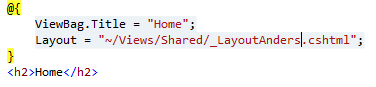 @{
    ViewBag.Title = "Home";
    Layout = "~/Views/Shared/_LayoutAnders.cshtml";
}
<h2>Home</h2>